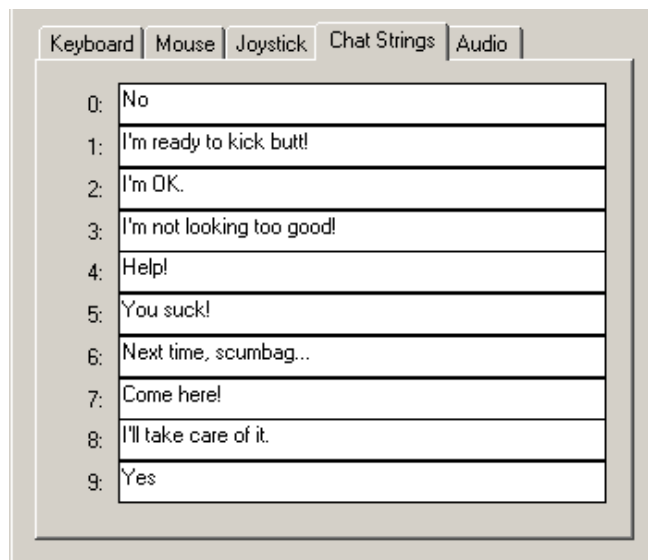 Keyboard Mouse Joystick Chat Strings Audio
0: No
1: I'm ready to kick butt!
2: I'm OK.
3: I'm not looking too good!
4: Help!
5: You suck!
6: Next time, scumbag...
7: Come here!
8: I'll take care of it.
9: Yes